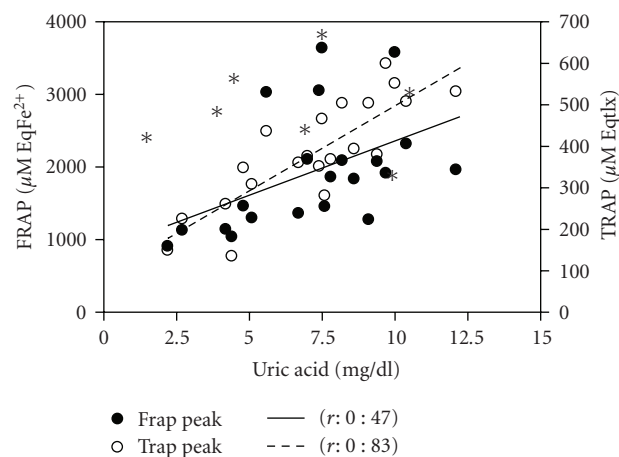 4000
3000
2000
1000
0
FRAP (µM EqFe2+)
700
600
500
400
300
200
100
0
TRAP (µM Eqtlx)
0 2.5 5 7.5 10 12.5 15
Uric acid (mg/dl)
Frap peak (r: 0 : 47)
Trap peak (r: 0 : 83)